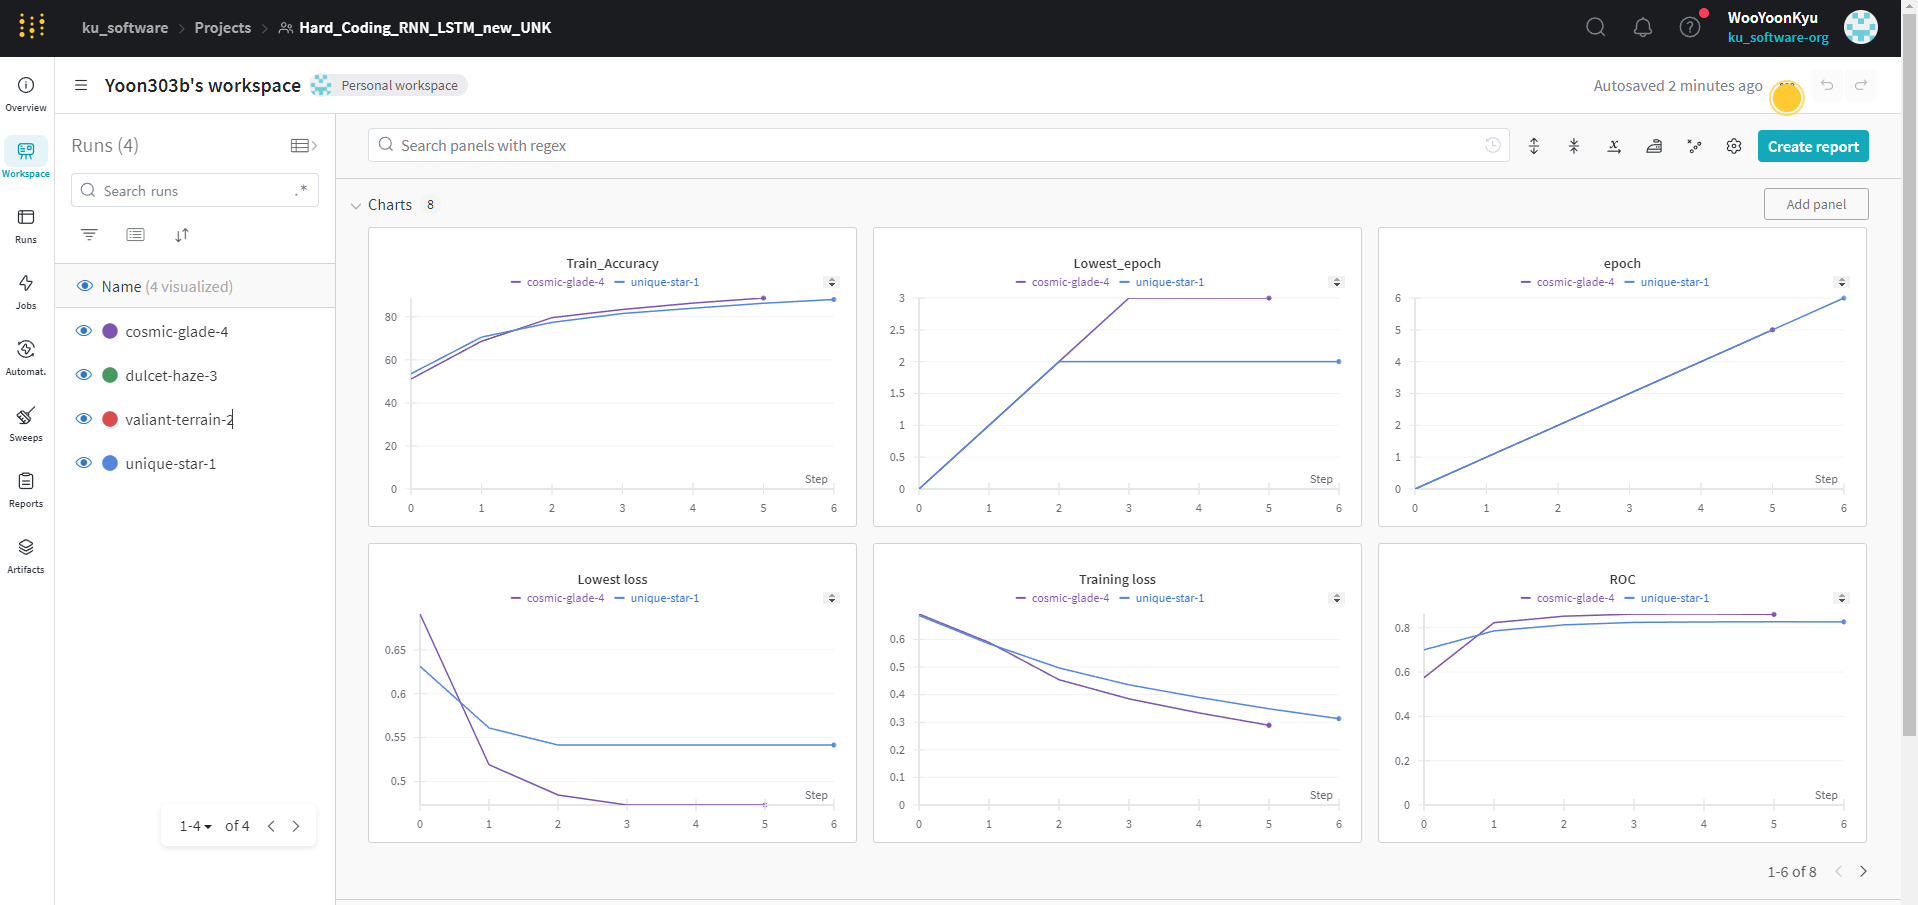 ku_software > Projects > Hard_Coding_RNN_LSTM_new_UNK
WooYoonKyu
ku_software-org
Yoon303b's workspace Personal workspace
Autosaved 2 minutes ago
Overview
Workspace
Runs
Jobs
Automat.
Sweeps
Reports
Artifacts
Runs (4)
Search runs .*
Name (4 visualized)
cosmic-glade-4
dulcet-haze-3
valiant-terrain-2
unique-star-1
1-4 of 4
Search panels with regex
Create report
Charts 8
Add panel
Train_Accuracy
cosmic-glade-4 unique-star-1
80
60
40
20
0
Step
0 1 2 3 4 5 6
Lowest_epoch
cosmic-glade-4 unique-star-1
3
2.5
2
1.5
1
0.5
0
Step
0 1 2 3 4 5 6
epoch
cosmic-glade-4 unique-star-1
6
5
4
3
2
1
0
Step
0 1 2 3 4 5 6
Lowest loss
cosmic-glade-4 unique-star-1
0.65
0.6
0.55
0.5
Step
0 1 2 3 4 5 6
Training loss
cosmic-glade-4 unique-star-1
0.6
0.5
0.4
0.3
0.2
0.1
0
Step
0 1 2 3 4 5 6
ROC
cosmic-glade-4 unique-star-1
0.8
0.6
0.4
0.2
0
Step
0 1 2 3 4 5 6
1-6 of 8